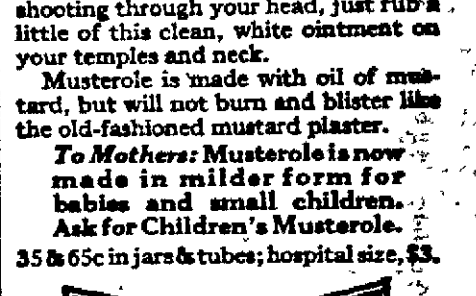 shooting through your head, just rub a
little of this clean, white ointment on
your temples and neck.
Musterole is made with oil of mus-
tard, but will not burn and blister like
the old-fashioned mustard plaster.
To Mothers: Musterole is now
made in milder form for
babies and small children.
Ask for Children's Musterole.
35 & 65c in jars & tubes; hospital size, $3.